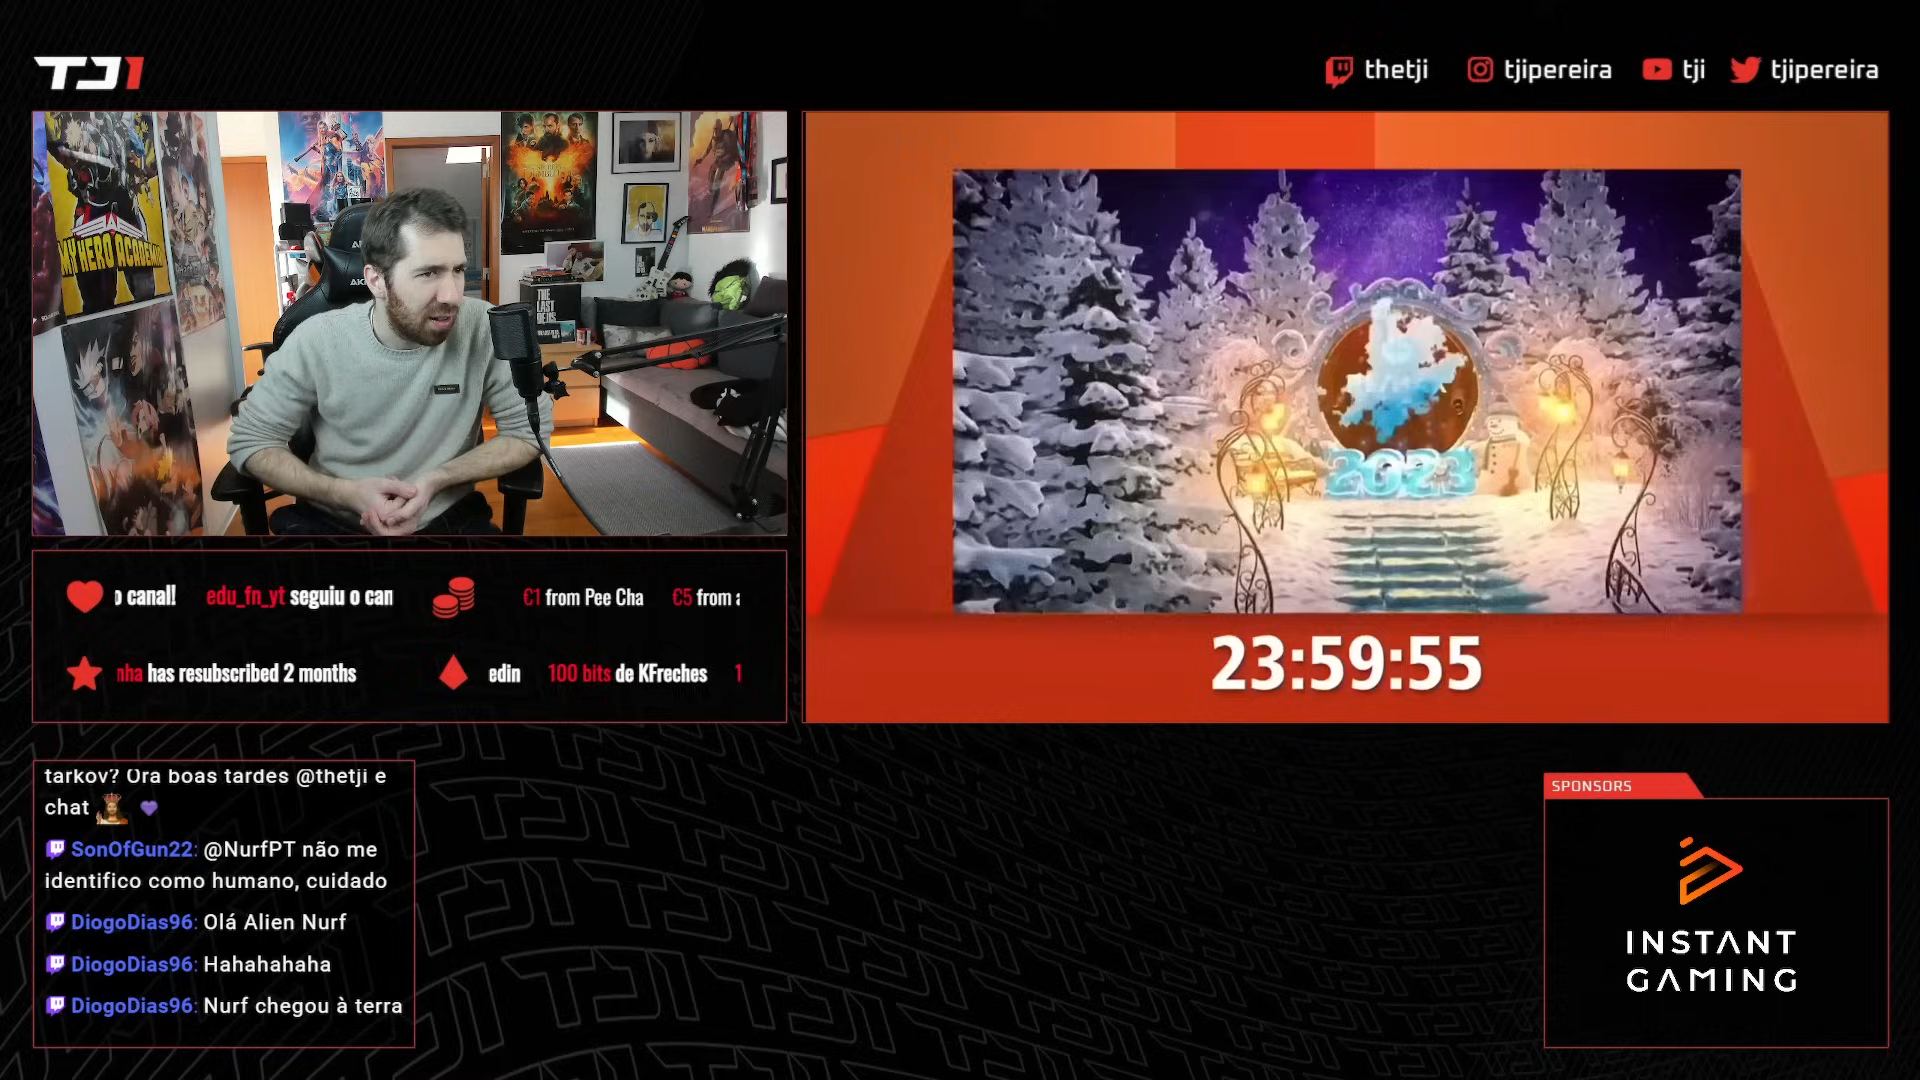 TJI
thetji
tjipereira
tji
tjipereira
MY HERO ACADEMIA
THE
LAST
OF US
2023
23:59:55
o canal! edu_fn_yt seguiu o can
€1 from Pee Cha €5 from a
nha has resubscribed 2 months
edin 100 bits de KFreches 1
tarkov? Ora boas tardes @thetji e
chat
SonOfGun22: @NurfPT não me
identifico como humano, cuidado
DiogoDias96: Olá Alien Nurf
DiogoDias96: Hahahahaha
DiogoDias96: Nurf chegou à terra
SPONSORS
INSTANT
GAMING